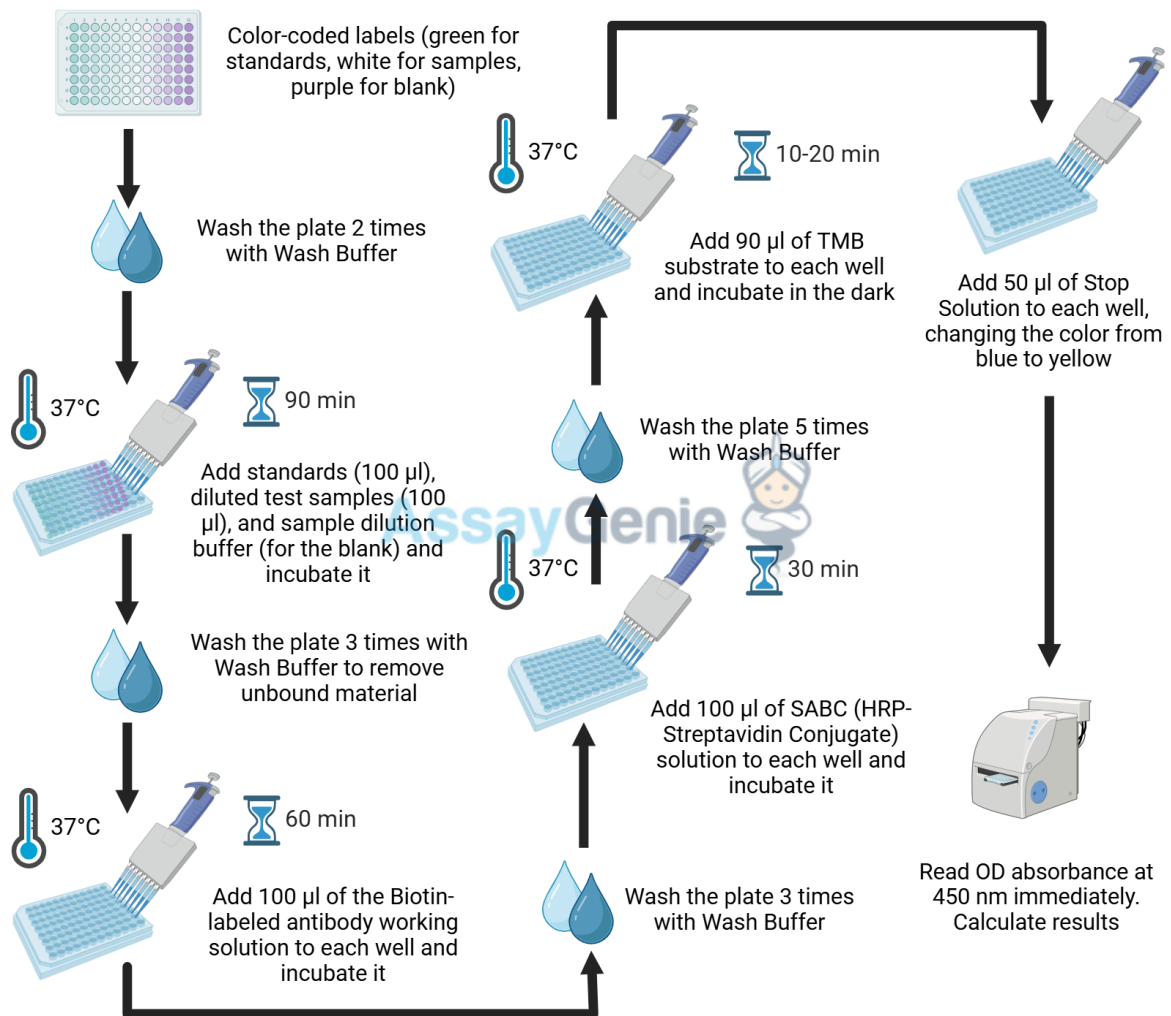 Color-coded labels (green for
standards, white for samples,
purple for blank)
Wash the plate 2 times
with Wash Buffer
37°C
90 min
Add standards (100 µl),
diluted test samples (100
µl), and sample dilution
buffer (for the blank) and
incubate it
Wash the plate 3 times with
Wash Buffer to remove
unbound material
37°C
60 min
Add 100 µl of the Biotin-
labeled antibody working
solution to each well and
incubate it
Wash the plate 3 times
with Wash Buffer
37°C
30 min
Add 100 µl of SABC (HRP-
Streptavidin Conjugate)
solution to each well and
incubate it
Wash the plate 5 times
with Wash Buffer
37°C
10-20 min
Add 90 µl of TMB
substrate to each well
and incubate in the dark
Add 50 µl of Stop
Solution to each well,
changing the color from
blue to yellow
Read OD absorbance at
450 nm immediately.
Calculate results
AssayGenie